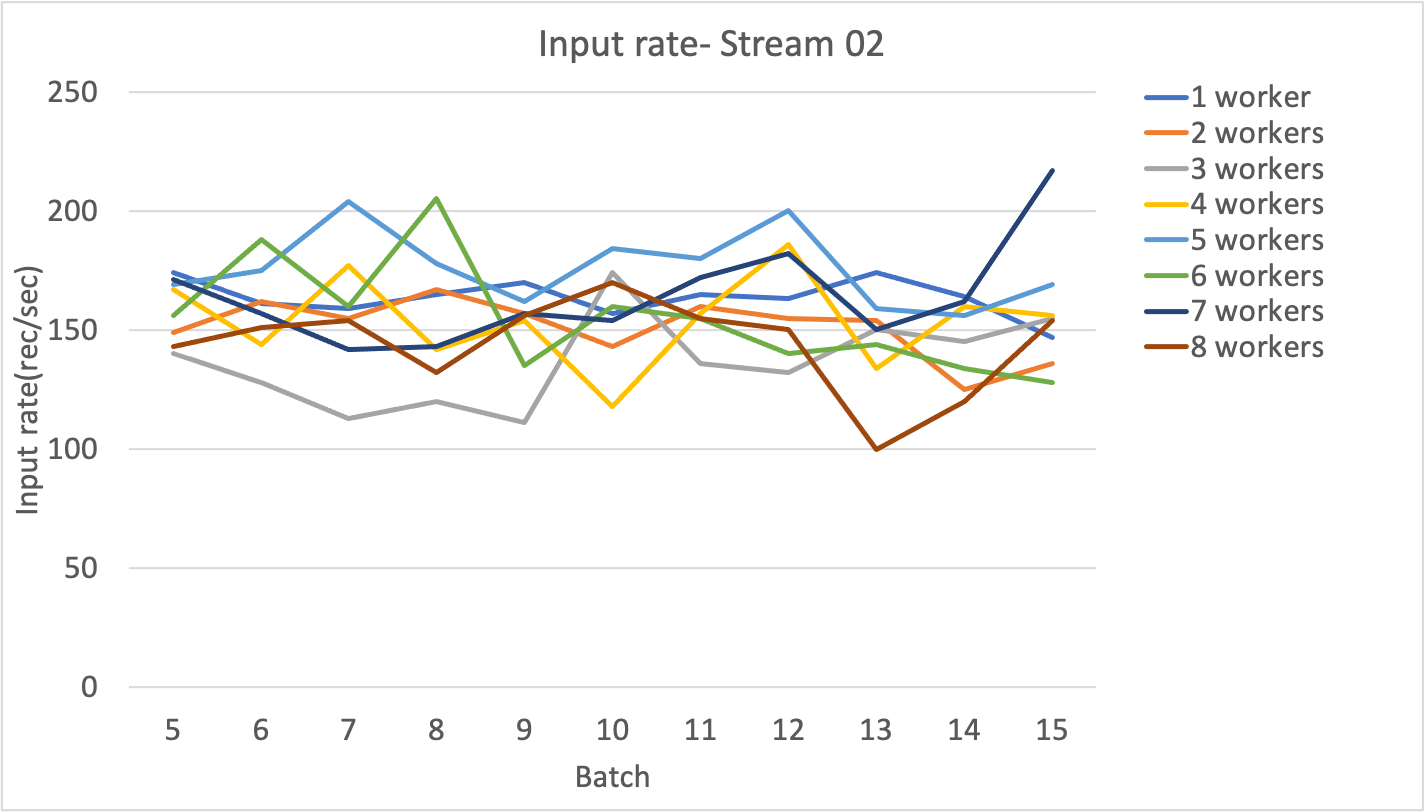 Input rate- Stream 02
250
200
150
100
50
0
Input rate(rec/sec)
5 6 7 8 9 10 11 12 13 14 15
Batch
1 worker
2 workers
3 workers
4 workers
5 workers
6 workers
7 workers
8 workers